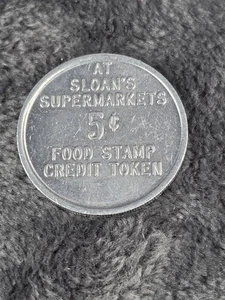 AT
SLOAN'S
SUPERMARKETS
5¢
FOOD STAMP
CREDIT TOKEN